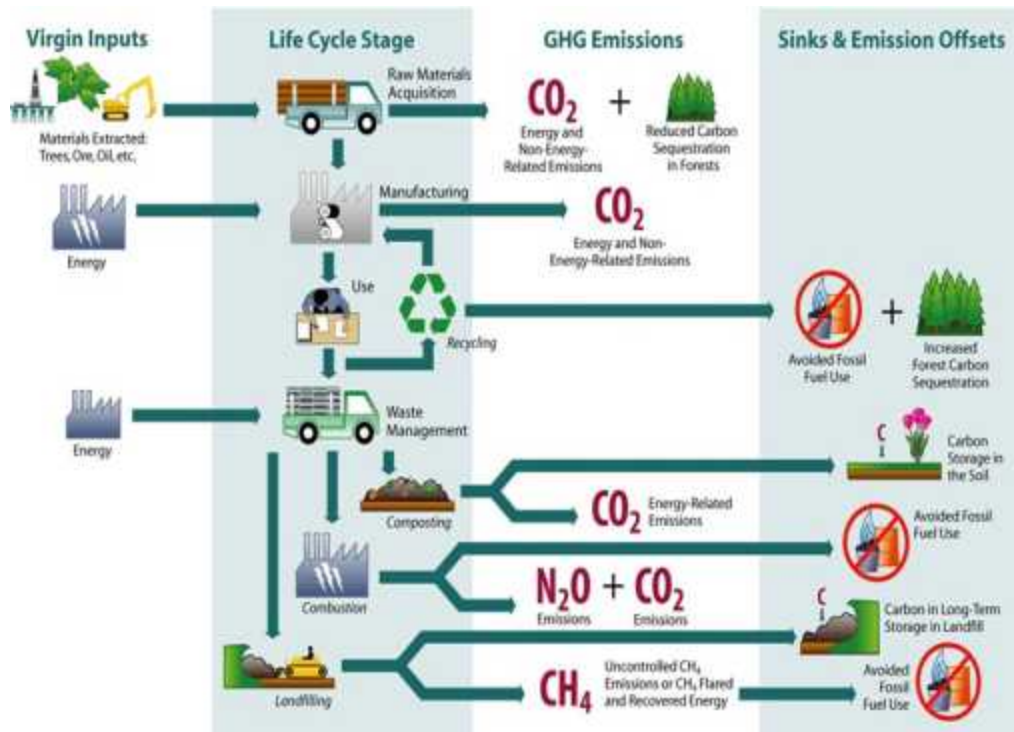 Virgin Inputs
Life Cycle Stage
GHG Emissions
Sinks & Emission Offsets
Materials Extracted:
Trees, Ore, Oil, etc.
Raw Materials
Acquisition
CO₂
Energy and
Non-Energy-
Related Emissions
+
Reduced Carbon
Sequestration
in Forests
Energy
Manufacturing
CO₂
Energy and Non-
Energy-Related Emissions
Use
Recycling
Avoided Fossil
Fuel Use
+
Increased
Forest Carbon
Sequestration
Energy
Waste
Management
Composting
CO₂
Energy-Related
Emissions
C
Carbon
Storage in
the Soil
Combustion
N₂O
Emissions
+
CO₂
Emissions
Avoided Fossil
Fuel Use
Landfilling
C
Carbon in Long-Term
Storage in Landfill
CH₄
Uncontrolled CH₄
Emissions or CH₄ Flared
and Recovered Energy
Avoided
Fossil
Fuel Use